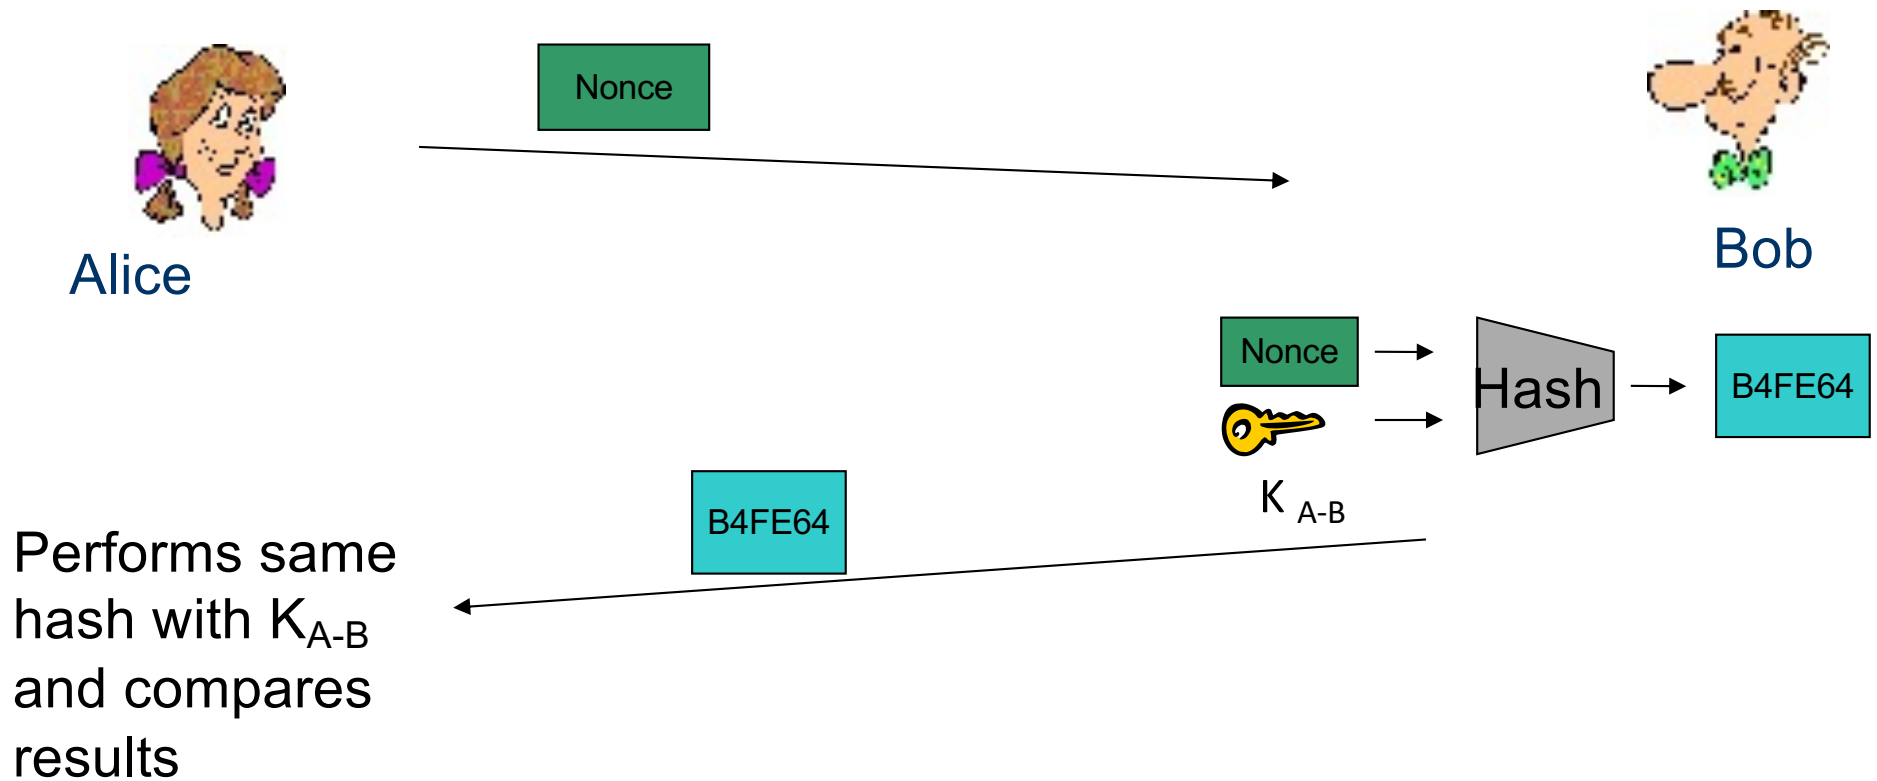 Nonce
Alice
Bob
Nonce
Hash
B4FE64
K A-B
B4FE64
Performs same
hash with KA-B
and compares
results